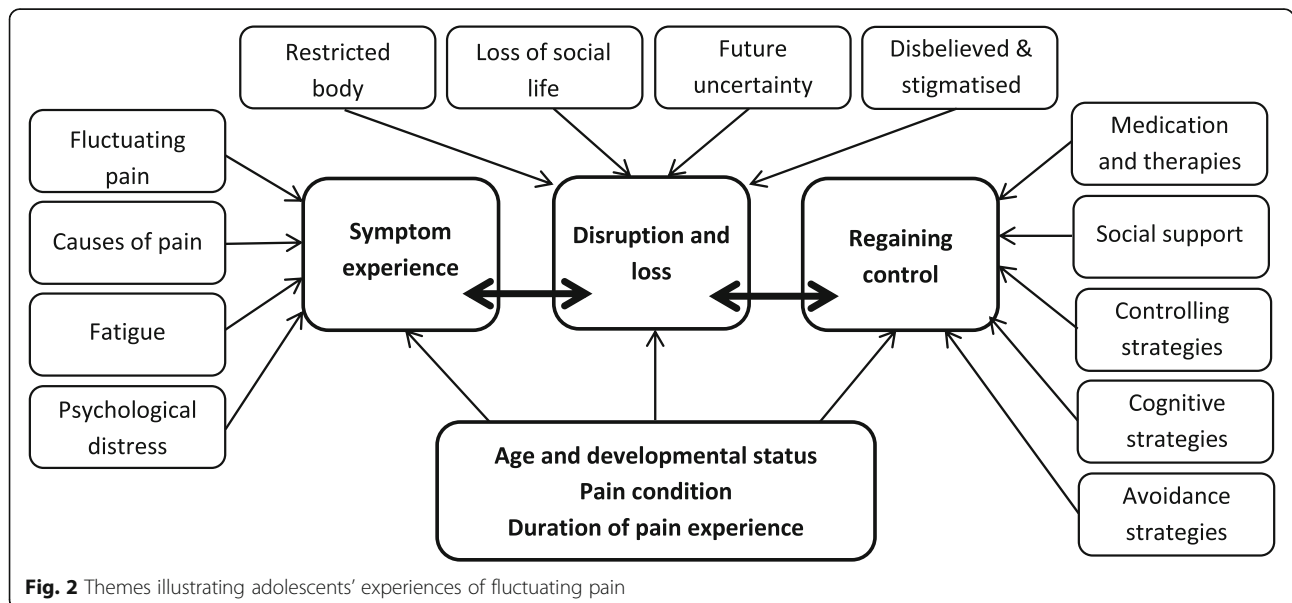 Restricted
body
Loss of social
life
Future
uncertainty
Disbelieved &
stigmatised
Fluctuating
pain
Causes of pain
Fatigue
Psychological
distress
Symptom
experience
Disruption and
loss
Regaining
control
Medication
and therapies
Social support
Controlling
strategies
Cognitive
strategies
Avoidance
strategies
Age and developmental status
Pain condition
Duration of pain experience
Fig. 2 Themes illustrating adolescents’ experiences of fluctuating pain